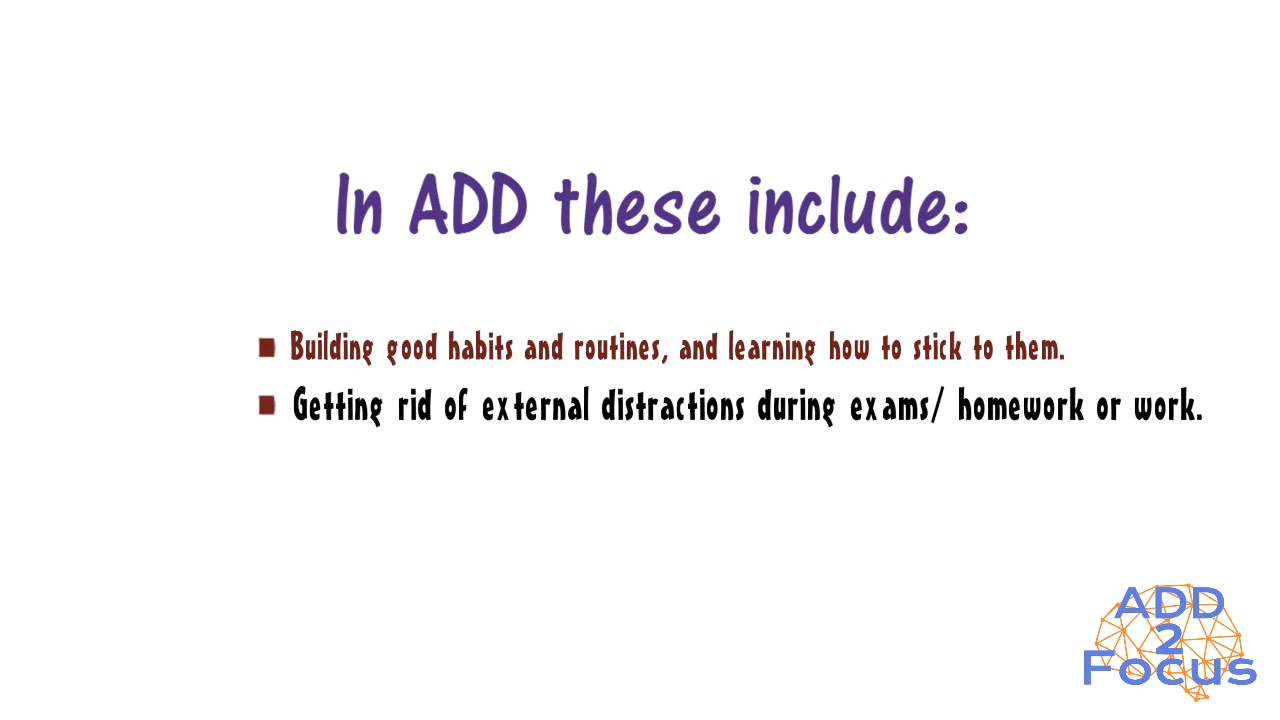 In ADD these include:
Building good habits and routines, and learning how to stick to them.
Getting rid of external distractions during exams/ homework or work.
ADD
2
Focus